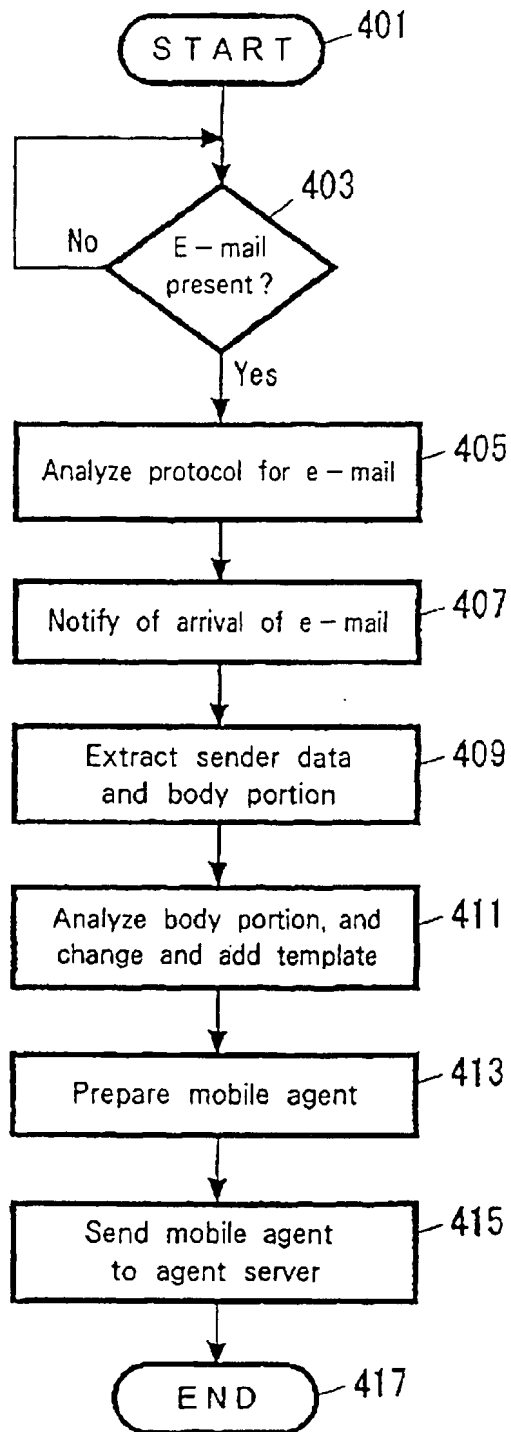 START
401
403
No
E-mail
present?
Yes
405
Analyze protocol for e-mail
407
Notify of arrival of e-mail
409
Extract sender data
and body portion
411
Analyze body portion, and
change and add template
413
Prepare mobile agent
415
Send mobile agent
to agent server
END
417